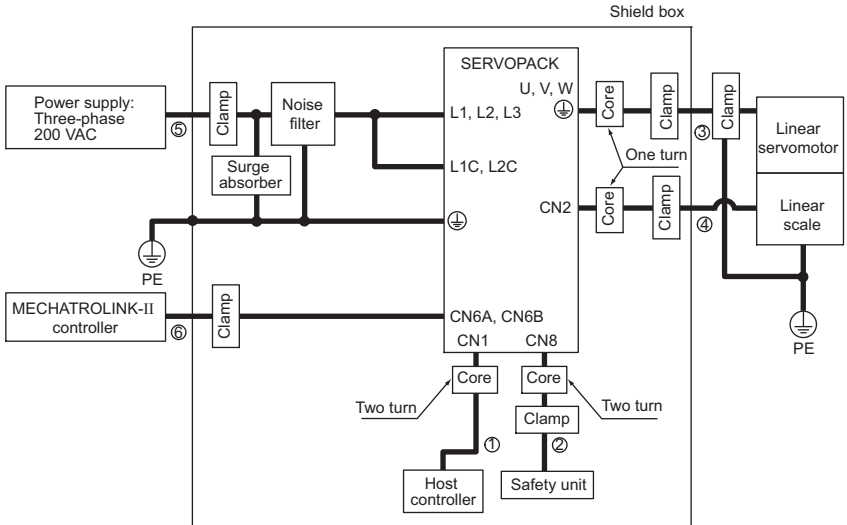 Shield box
SERVOPACK
U, V, W
Power supply:
Three-phase
200 VAC
⑤
Clamp
Noise
filter
L1, L2, L3
Core
Clamp
③
Clamp
Linear
servomotor
Surge
absorber
L1C, L2C
One turn
CN2
Core
Clamp
④
Linear
scale
PE
MECHATROLINK-II
controller
⑥
Clamp
CN6A, CN6B
PE
CN1
CN8
Core
Core
Two turn
Two turn
Clamp
①
②
Host
controller
Safety unit